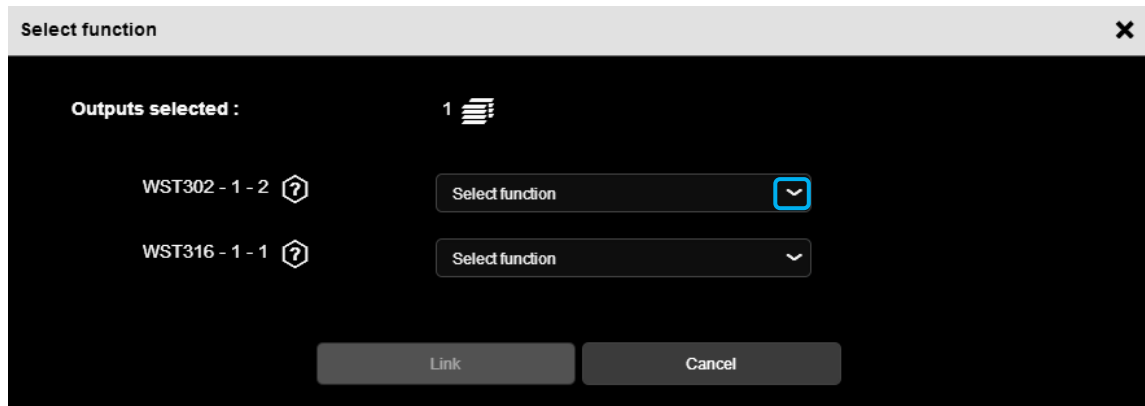 Select function
Outputs selected :
1
WST302 - 1 - 2
Select function
WST316 - 1 - 1
Select function
Link
Cancel